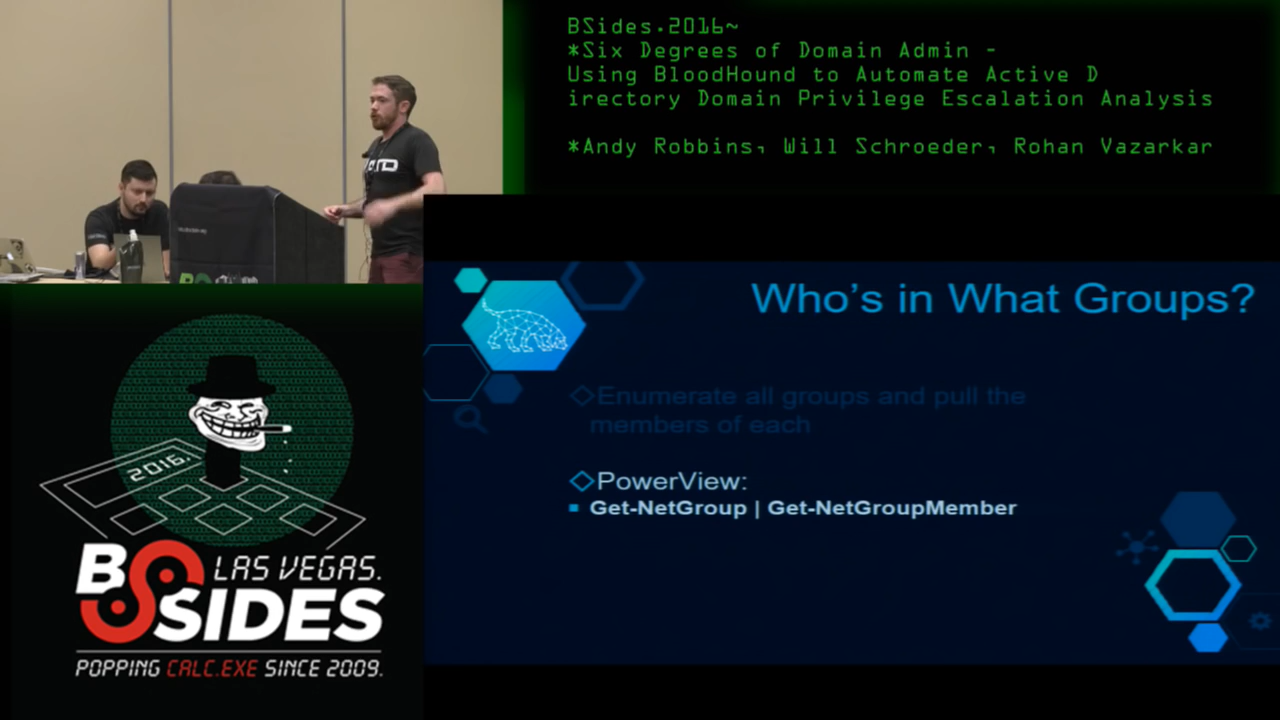 BSides.2016~
*Six Degrees of Domain Admin -
Using BloodHound to Automate Active D
irectory Domain Privilege Escalation Analysis
*Andy Robbins, Will Schroeder, Rohan Vazarkar
Who's in What Groups?
Enumerate all groups and pull the
members of each
PowerView:
Get-NetGroup | Get-NetGroupMember
2016.
BSIDES LAS VEGAS.
POPPING CALC.EXE SINCE 2009.